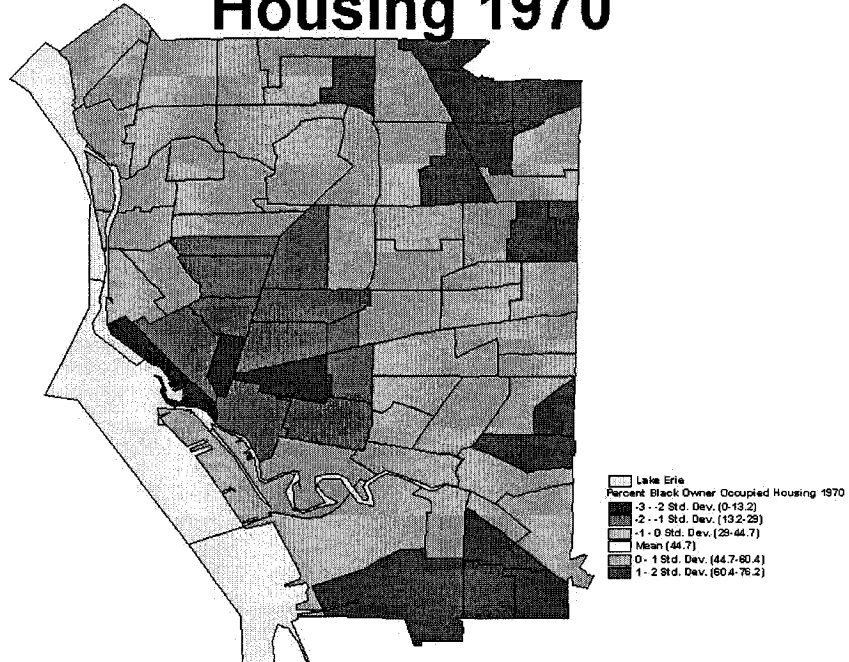 Housing 1970
Lake Erie
Percent Black Owner Occupied Housing 1970
-3 - -2 Std. Dev. (0-13.2)
-2 - -1 Std. Dev. (13.2-29)
-1 - 0 Std. Dev. (29-44.7)
Mean (44.7)
0 - 1 Std. Dev. (44.7-60.4)
1 - 2 Std. Dev. (60.4-76.2)